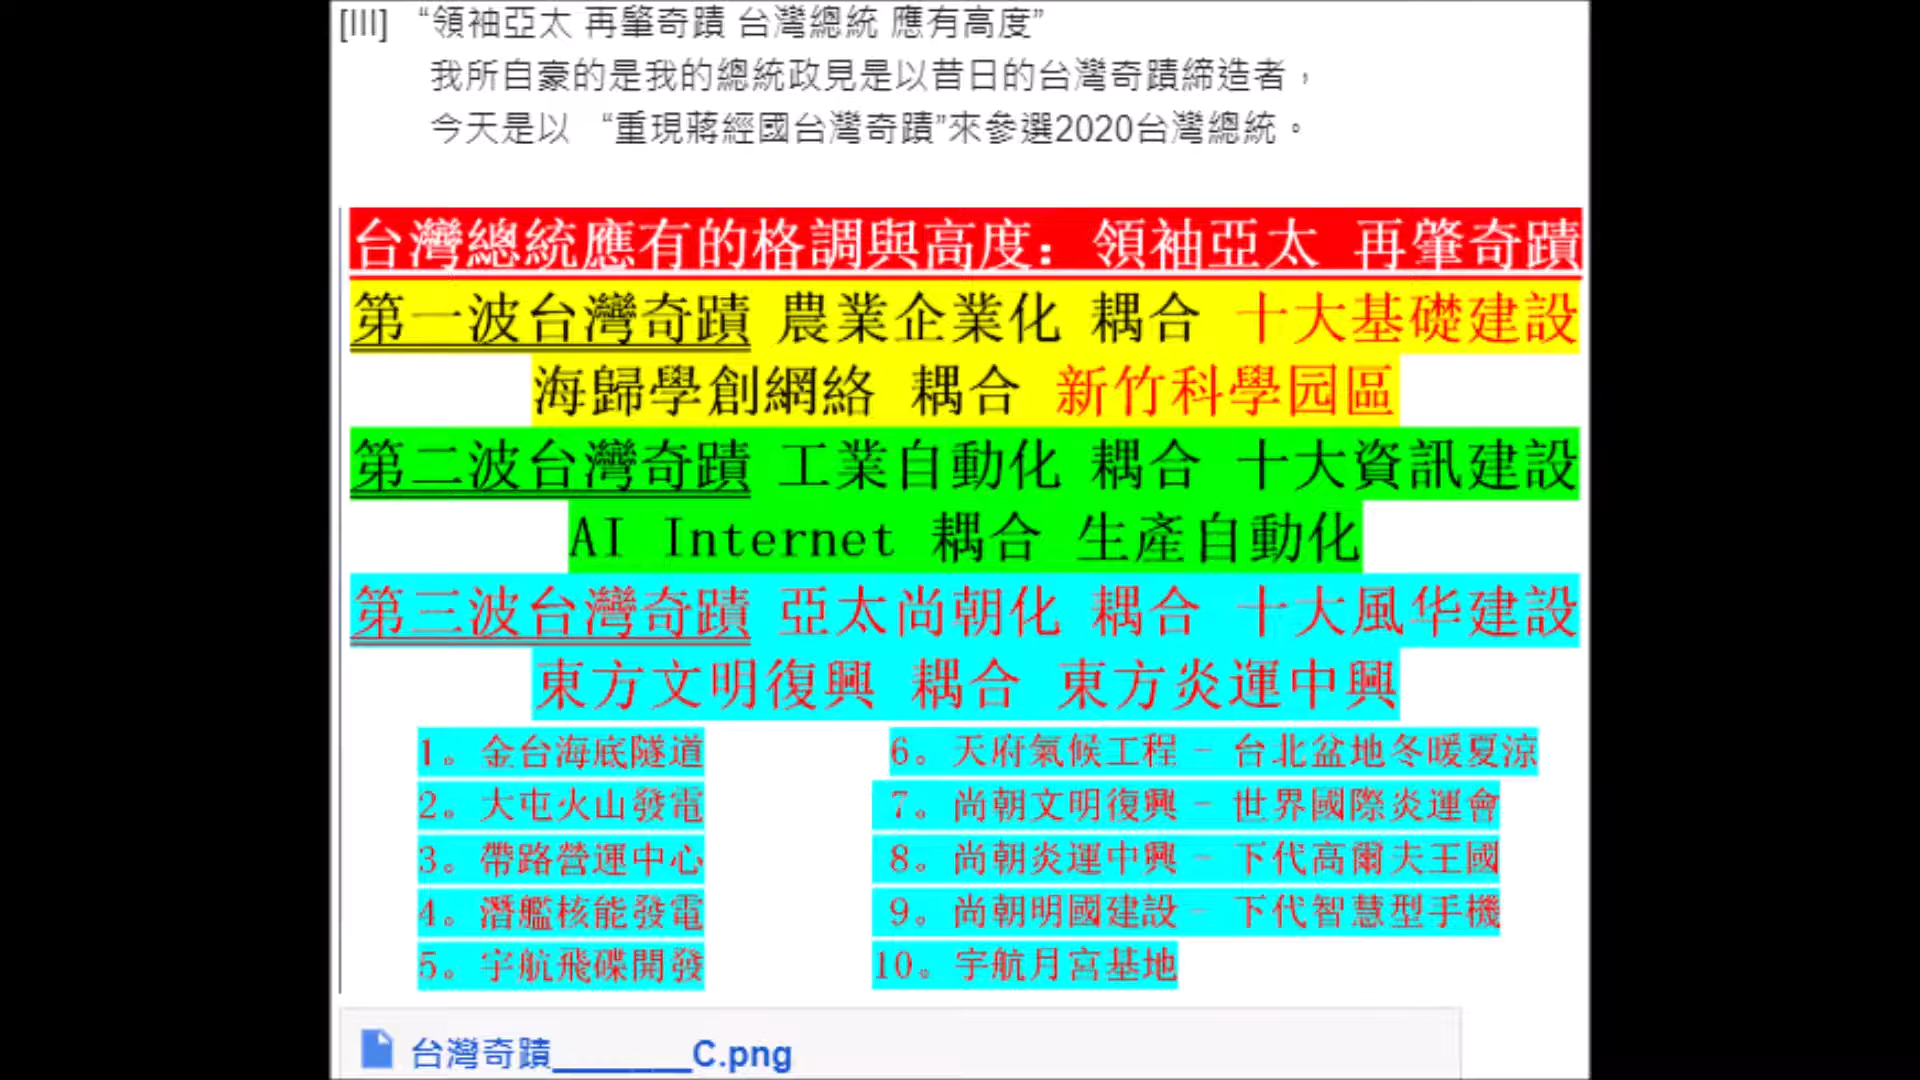 [III] “領袖亞太 再肇奇蹟 台灣總統 應有高度”
我所自豪的是我的總統政見是以昔日的台灣奇蹟締造者，
今天是以 “重現蔣經國台灣奇蹟”來參選2020台灣總統。
台灣總統應有的格調與高度：領袖亞太 再肇奇蹟
第一波台灣奇蹟 農業企業化 耦合 十大基礎建設
海歸學創網絡 耦合 新竹科學园區
第二波台灣奇蹟 工業自動化 耦合 十大資訊建設
AI Internet 耦合 生產自動化
第三波台灣奇蹟 亞太尚朝化 耦合 十大風华建設
東方文明復興 耦合 東方炎運中興
1。金台海底隧道
2。大屯火山發電
3。帶路營運中心
4。潛艦核能發電
5。宇航飛碟開發
6。天府氣候工程 - 台北盆地冬暖夏涼
7。尚朝文明復興 - 世界國際炎運會
8。尚朝炎運中興 - 下代高爾夫王國
9。尚朝明國建設 - 下代智慧型手機
10。宇航月宮基地
台灣奇蹟_______C.png